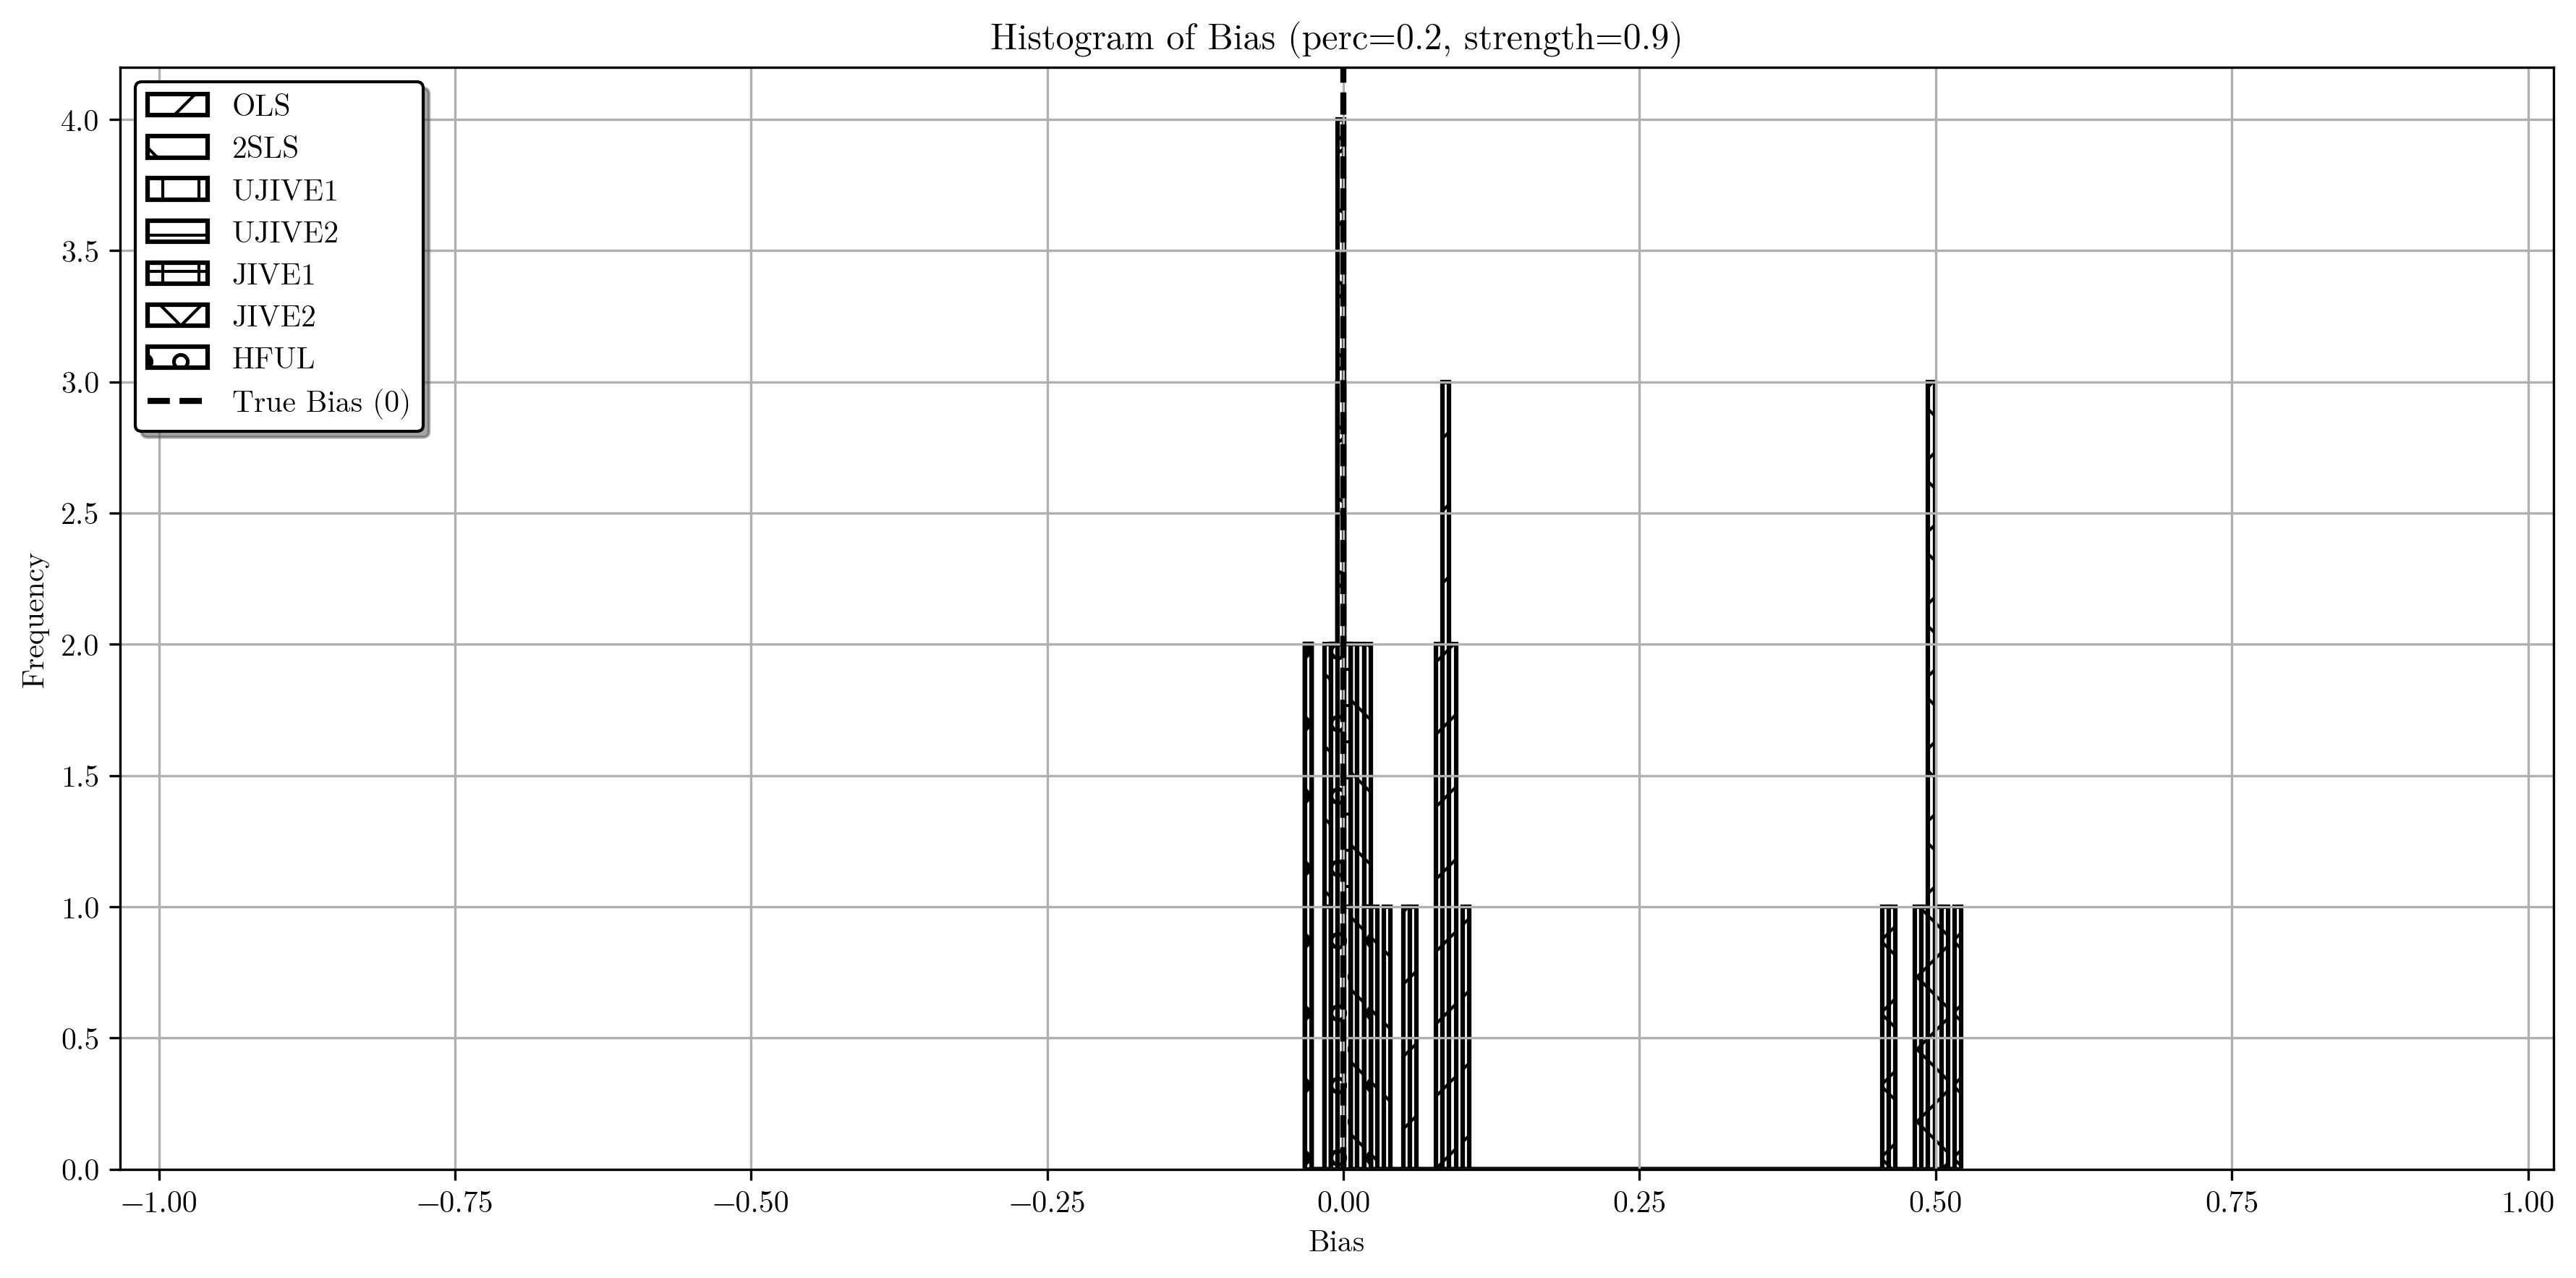 Histogram of Bias (perc=0.2, strength=0.9)
OLS
2SLS
UJIVE1
UJIVE2
JIVE1
JIVE2
HFUL
True Bias (0)
4.0
3.5
3.0
2.5
2.0
1.5
1.0
0.5
0.0
Frequency
−1.00 −0.75 −0.50 −0.25 0.00 0.25 0.50 0.75 1.00
Bias